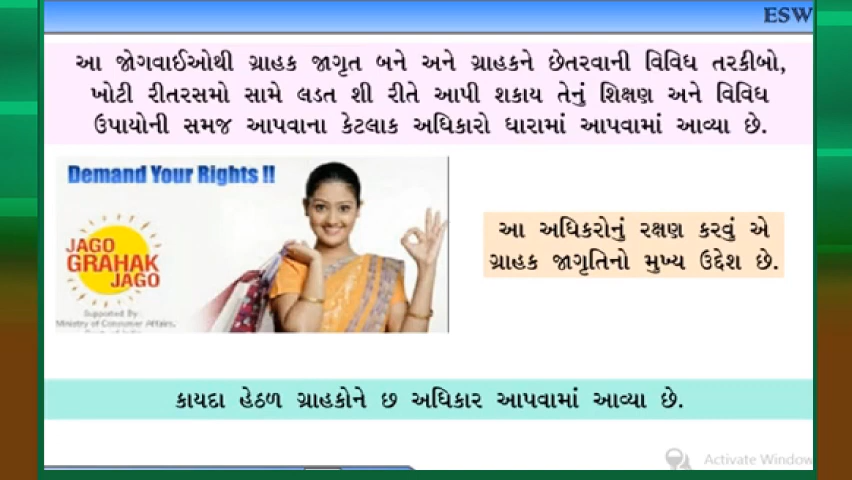 ESW
આ જોગવાઈઓથી ગ્રાહક જાગૃત બને અને ગ્રાહકને છેતરવાની વિવિધ તરકીબો,
ખોટી રીતરસમો સામે લડત શી રીતે આપી શકાય તેનું શિક્ષણ અને વિવિધ
ઉપાયોની સમજ આપવાના કેટલાક અધિકારો ધારામાં આપવામાં આવ્યા છે.
Demand Your Rights !!
JAGO
GRAHAK
JAGO
Supported By
Ministry of Consumer Affairs,
આ અધિકરોનું રક્ષણ કરવું એ
ગ્રાહક જાગૃતિનો મુખ્ય ઉદ્દેશ છે.
કાયદા હેઠળ ગ્રાહકોને છ અધિકાર આપવામાં આવ્યા છે.
Activate Window